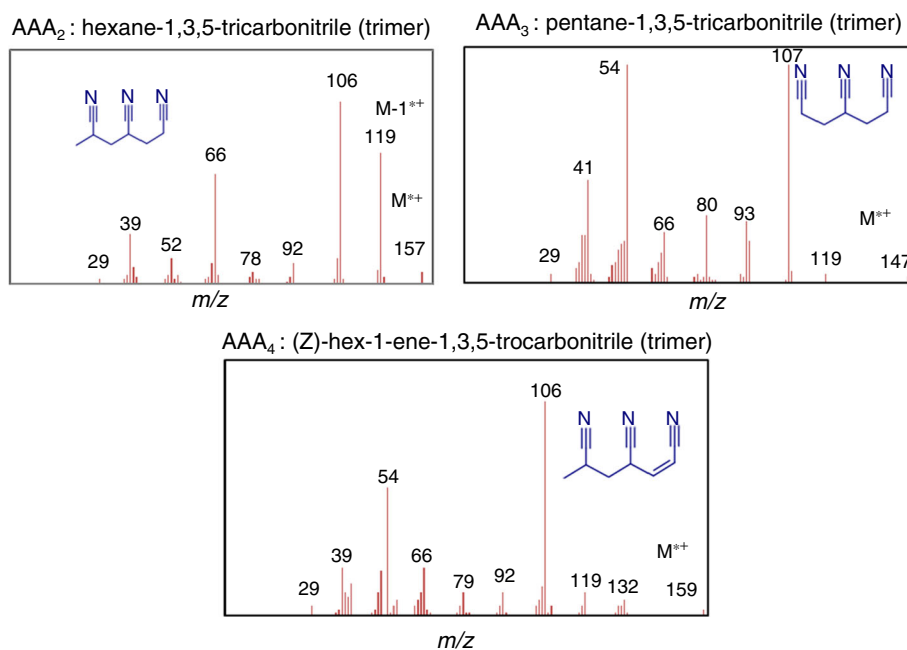 AAA₂ : hexane-1,3,5-tricarbonitrile (trimer)
N N N
106
M-1*+
119
66
M*+
39
52
29
78
92
157
m/z
AAA₃ : pentane-1,3,5-tricarbonitrile (trimer)
107
54
N N N
41
80
93
66
M*+
29
119
147
m/z
AAA₄ : (Z)-hex-1-ene-1,3,5-trocarbonitrile (trimer)
106
N N N
54
39
66
M*+
29
79
92
119
132
159
m/z